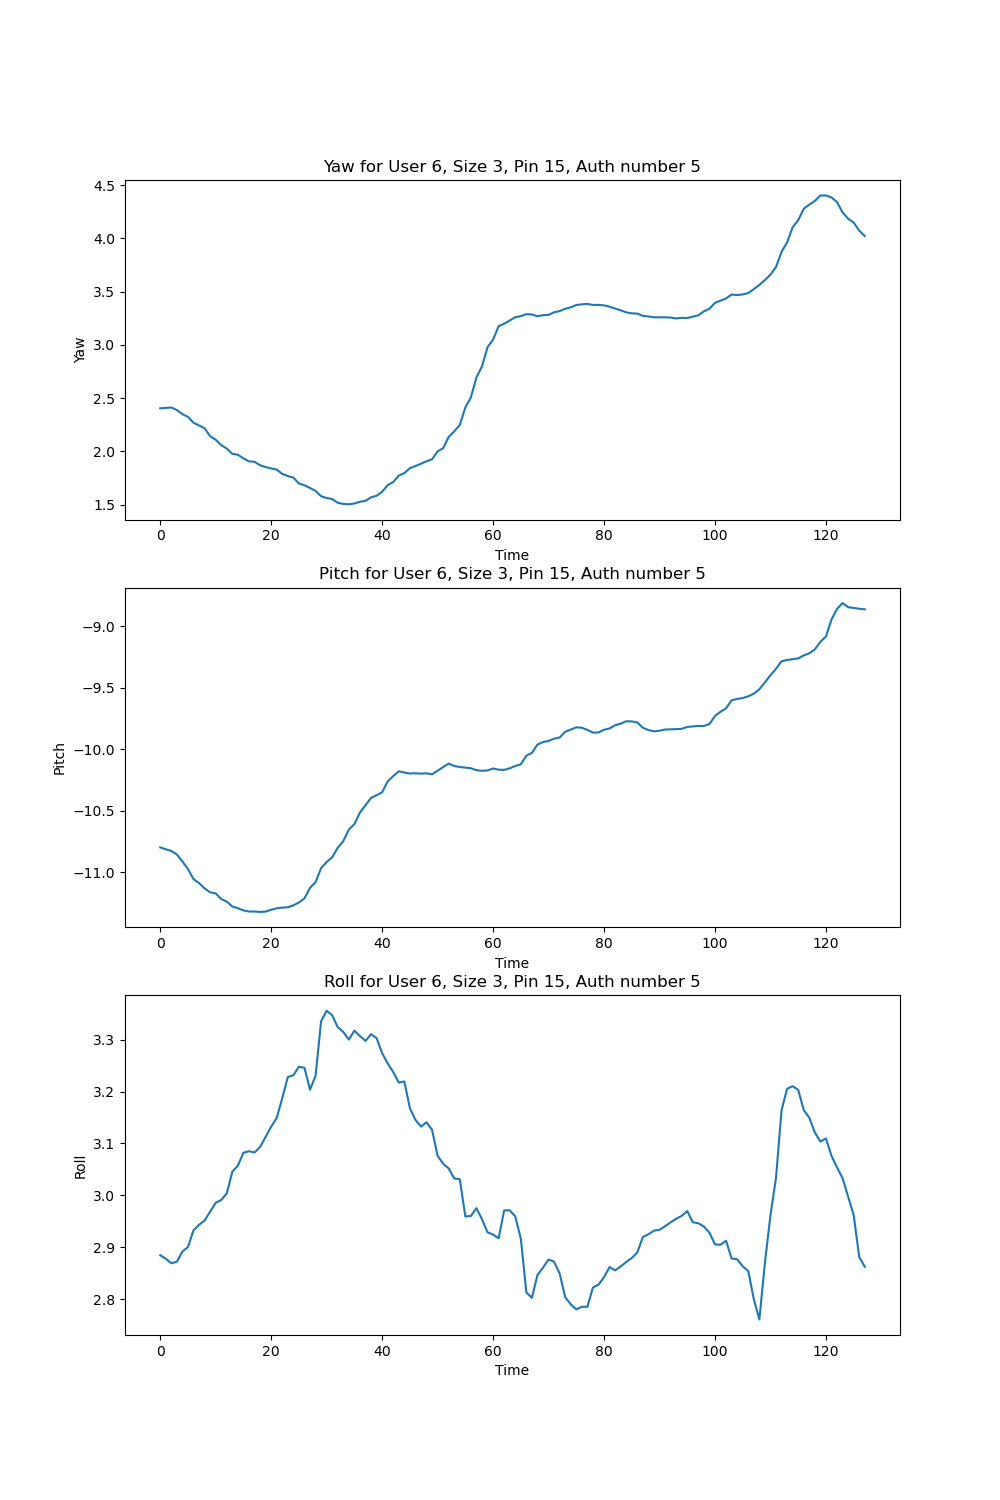 Yaw for User 6, Size 3, Pin 15, Auth number 5
4.5
4.0
3.5
3.0
2.5
2.0
1.5
Yaw
0 20 40 60 80 100 120
Time
Pitch for User 6, Size 3, Pin 15, Auth number 5
−9.0
−9.5
−10.0
−10.5
−11.0
Pitch
0 20 40 60 80 100 120
Time
Roll for User 6, Size 3, Pin 15, Auth number 5
3.3
3.2
3.1
3.0
2.9
2.8
Roll
0 20 40 60 80 100 120
Time